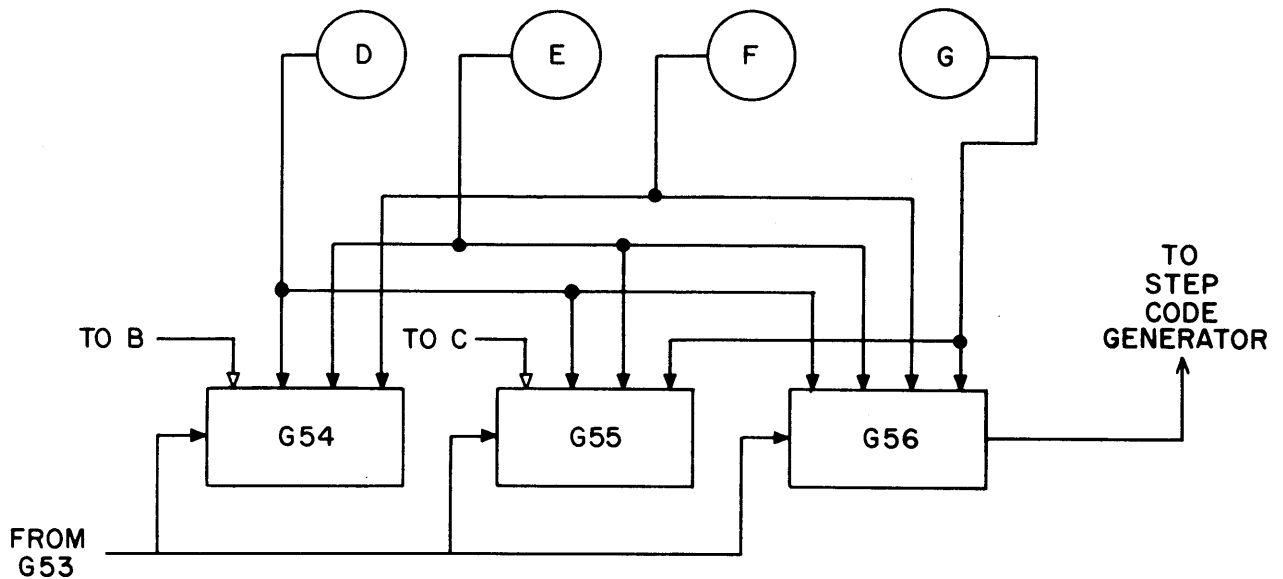 D
E
F
G
TO
STEP
CODE
GENERATOR
TO B
TO C
G54
G55
G56
FROM
G53